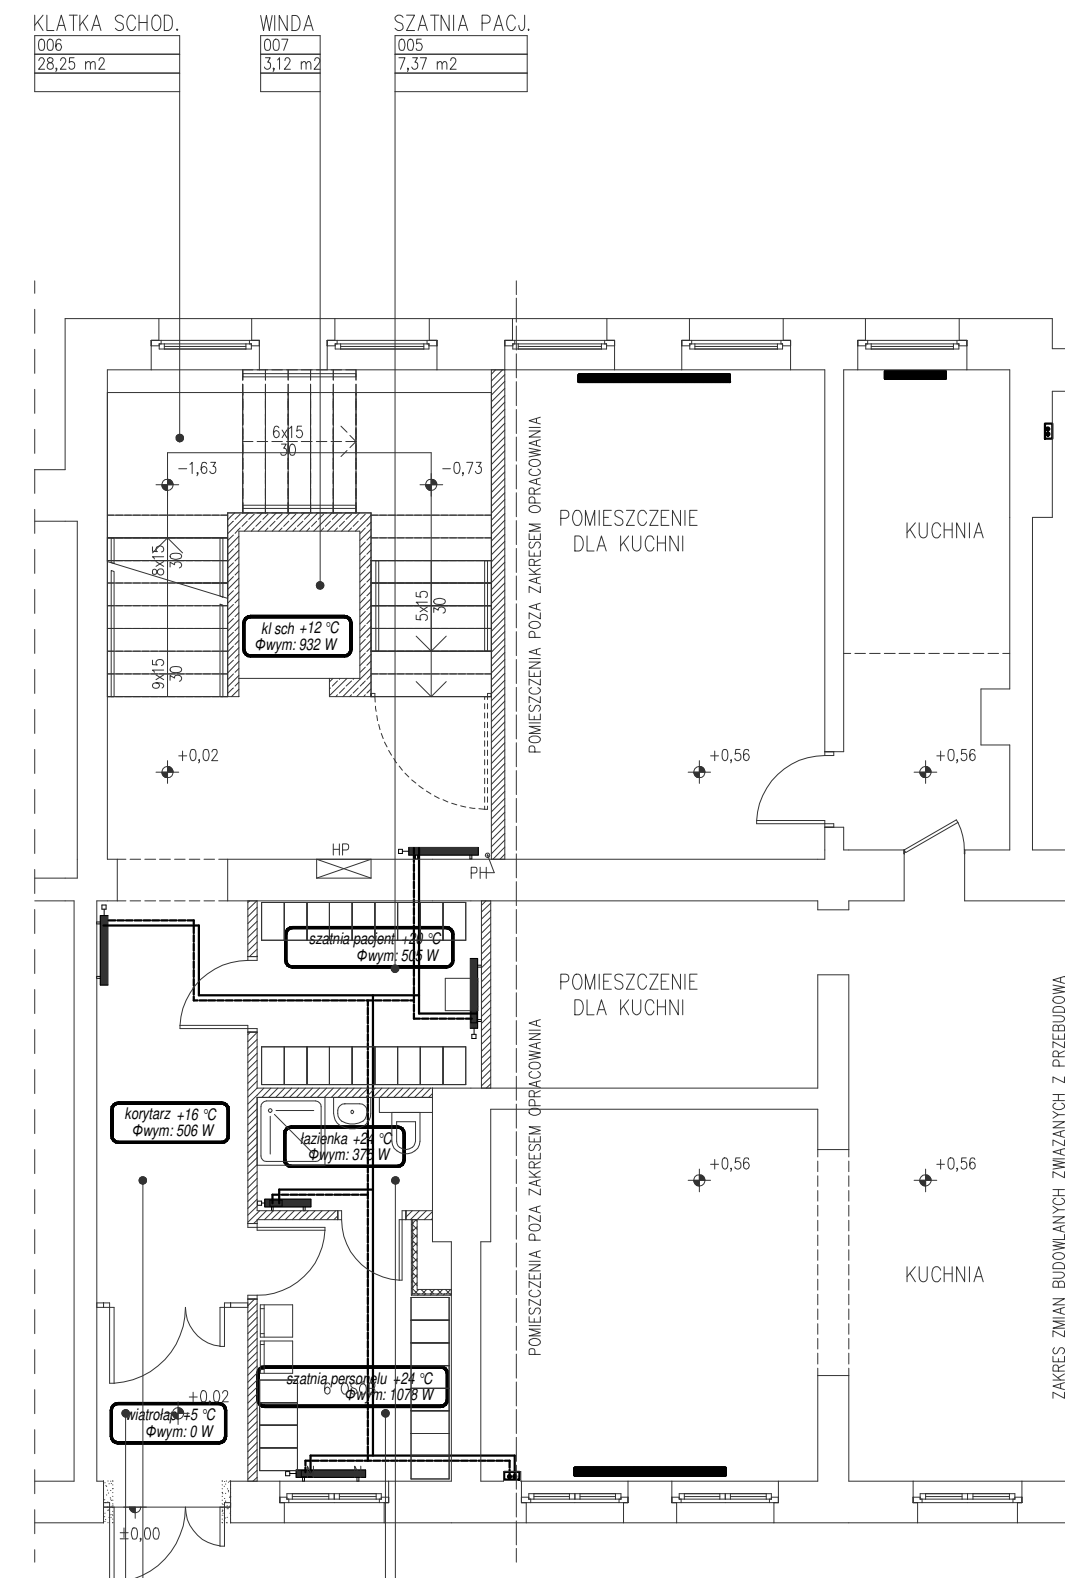 KLATKA SCHOD.
006
28,25 m2
WINDA
007
3,12 m2
SZATNIA PACJ.
005
7,37 m2
6x15
30
-1,63
-0,73
8x15
30
5x15
30
9x15
30
kl sch +12 °C
Φwym: 932 W
POMIESZCZENIA POZA ZAKRESEM OPRACOWANIA
POMIESZCZENIE
DLA KUCHNI
KUCHNIA
+0,02
+0,56
+0,56
HP
PH
szatnia pacjent +20 °C
Φwym: 505 W
POMIESZCZENIE
DLA KUCHNI
POMIESZCZENIA POZA ZAKRESEM OPRACOWANIA
ZAKRES ZMIAN BUDOWLANYCH ZWIAZANYCH Z PRZEBUDOWA
korytarz +16 °C
Φwym: 506 W
łazienka +24 °C
Φwym: 375 W
+0,56
+0,56
KUCHNIA
szatnia personelu +24 °C
Φwym: 1078 W
+0,02
wiatrołap +5 °C
Φwym: 0 W
±0,00